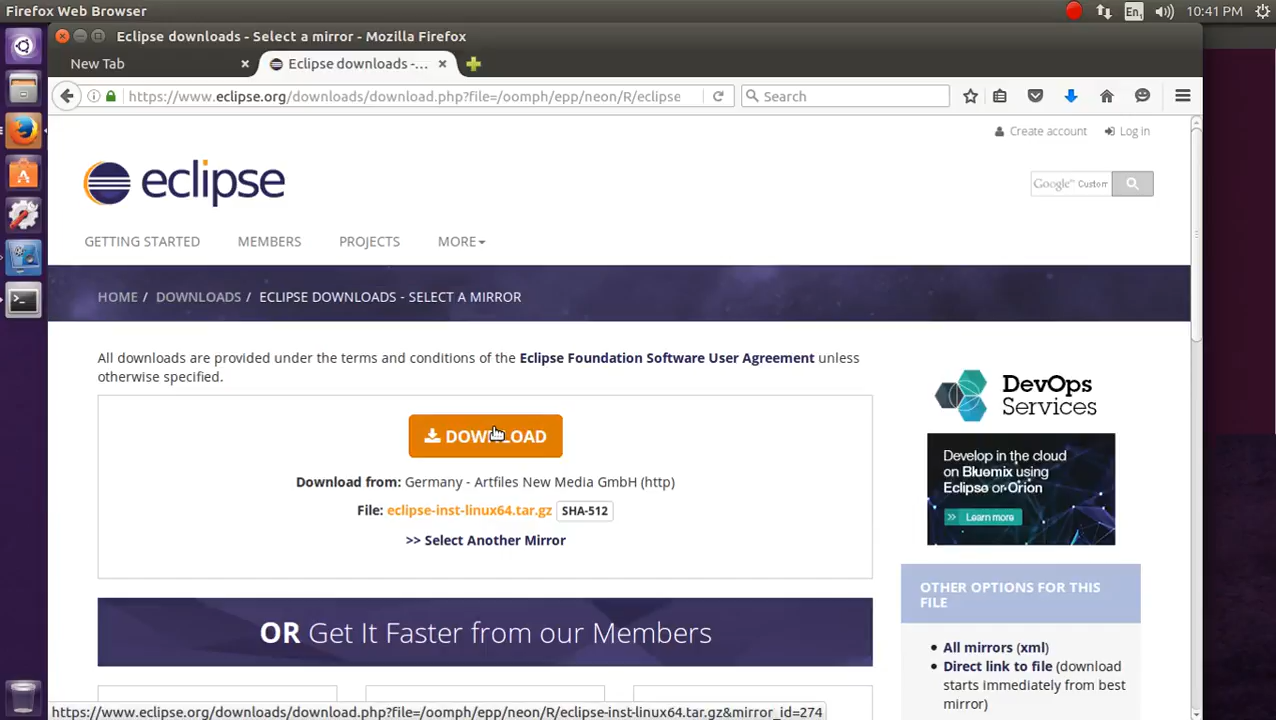 Firefox Web Browser
En₁
10:41 PM
Eclipse downloads - Select a mirror - Mozilla Firefox
New Tab
Eclipse downloads -...
https://www.eclipse.org/downloads/download.php?file=/oomph/epp/neon/R/eclipse
Search
Create account
Log in
eclipse
Google™ Custom
GETTING STARTED
MEMBERS
PROJECTS
MORE
HOME / DOWNLOADS / ECLIPSE DOWNLOADS - SELECT A MIRROR
All downloads are provided under the terms and conditions of the Eclipse Foundation Software User Agreement unless
otherwise specified.
DOWNLOAD
Download from: Germany - Artfiles New Media GmbH (http)
File: eclipse-inst-linux64.tar.gz SHA-512
>> Select Another Mirror
OR Get It Faster from our Members
DevOps
Services
Develop in the cloud
on Bluemix using
Eclipse or Orion
>> Learn more
OTHER OPTIONS FOR THIS
FILE
All mirrors (xml)
Direct link to file (download
starts immediately from best
mirror)
https://www.eclipse.org/downloads/download.php?file=/oomph/epp/neon/R/eclipse-inst-linux64.tar.gz&mirror_id=274